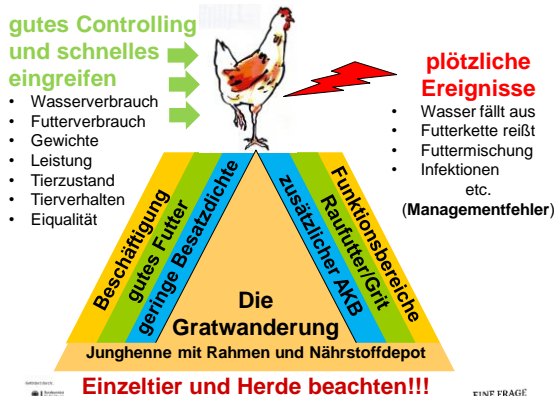 gutes Controlling
und schnelles
eingreifen
• Wasserverbrauch
• Futterverbrauch
• Gewichte
• Leistung
• Tierzustand
• Tierverhalten
• Eiqualität
plötzliche
Ereignisse
• Wasser fällt aus
• Futterkette reißt
• Futtermischung
• Infektionen
etc.
(Managementfehler)
Beschäftigung
gutes Futter
geringe Besatzdichte
zusätzlicher AKB
Raufutter/Grit
Funktionsbereiche
Die
Gratwanderung
Junghenne mit Rahmen und Nährstoffdepot
Einzeltier und Herde beachten!!!
EINE FRAGE